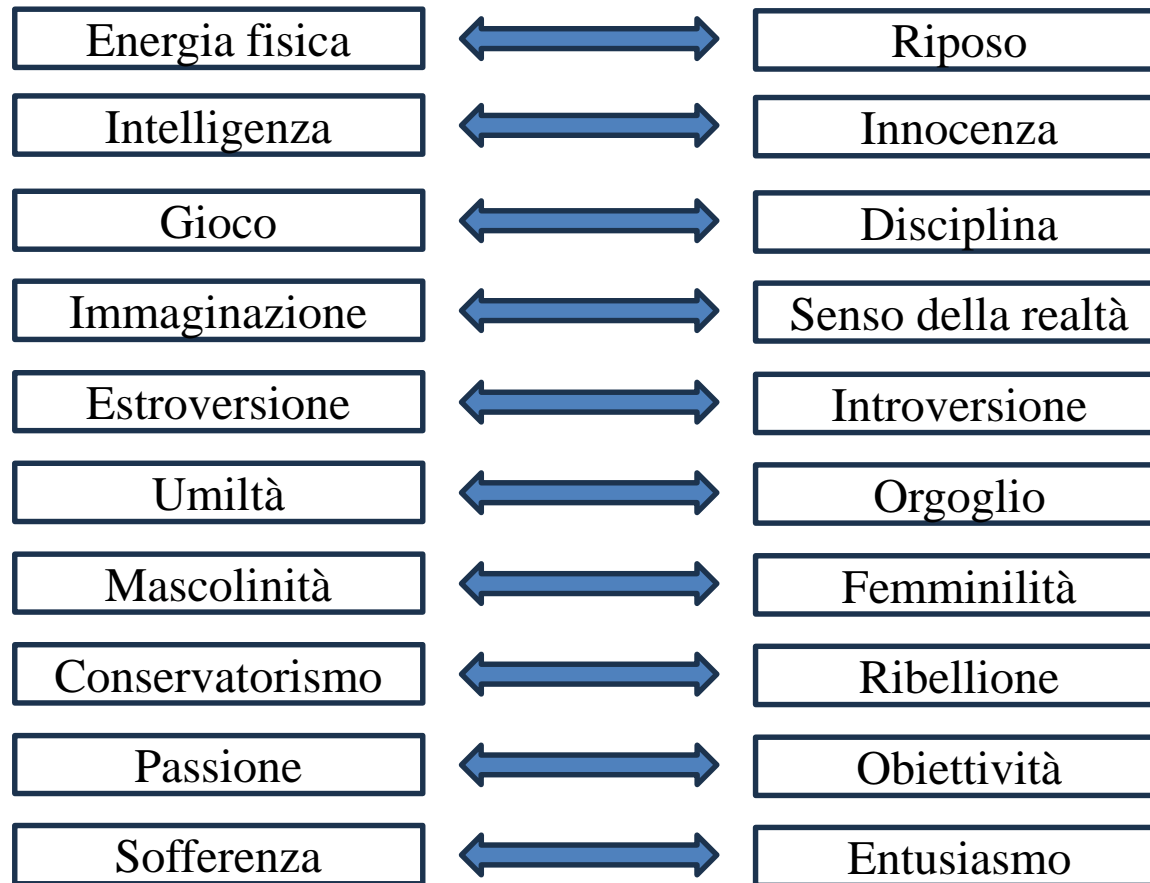 Energia fisica
Riposo
Intelligenza
Innocenza
Gioco
Disciplina
Immaginazione
Senso della realtà
Estroversione
Introversione
Umiltà
Orgoglio
Mascolinità
Femminilità
Conservatorismo
Ribellione
Passione
Obiettività
Sofferenza
Entusiasmo